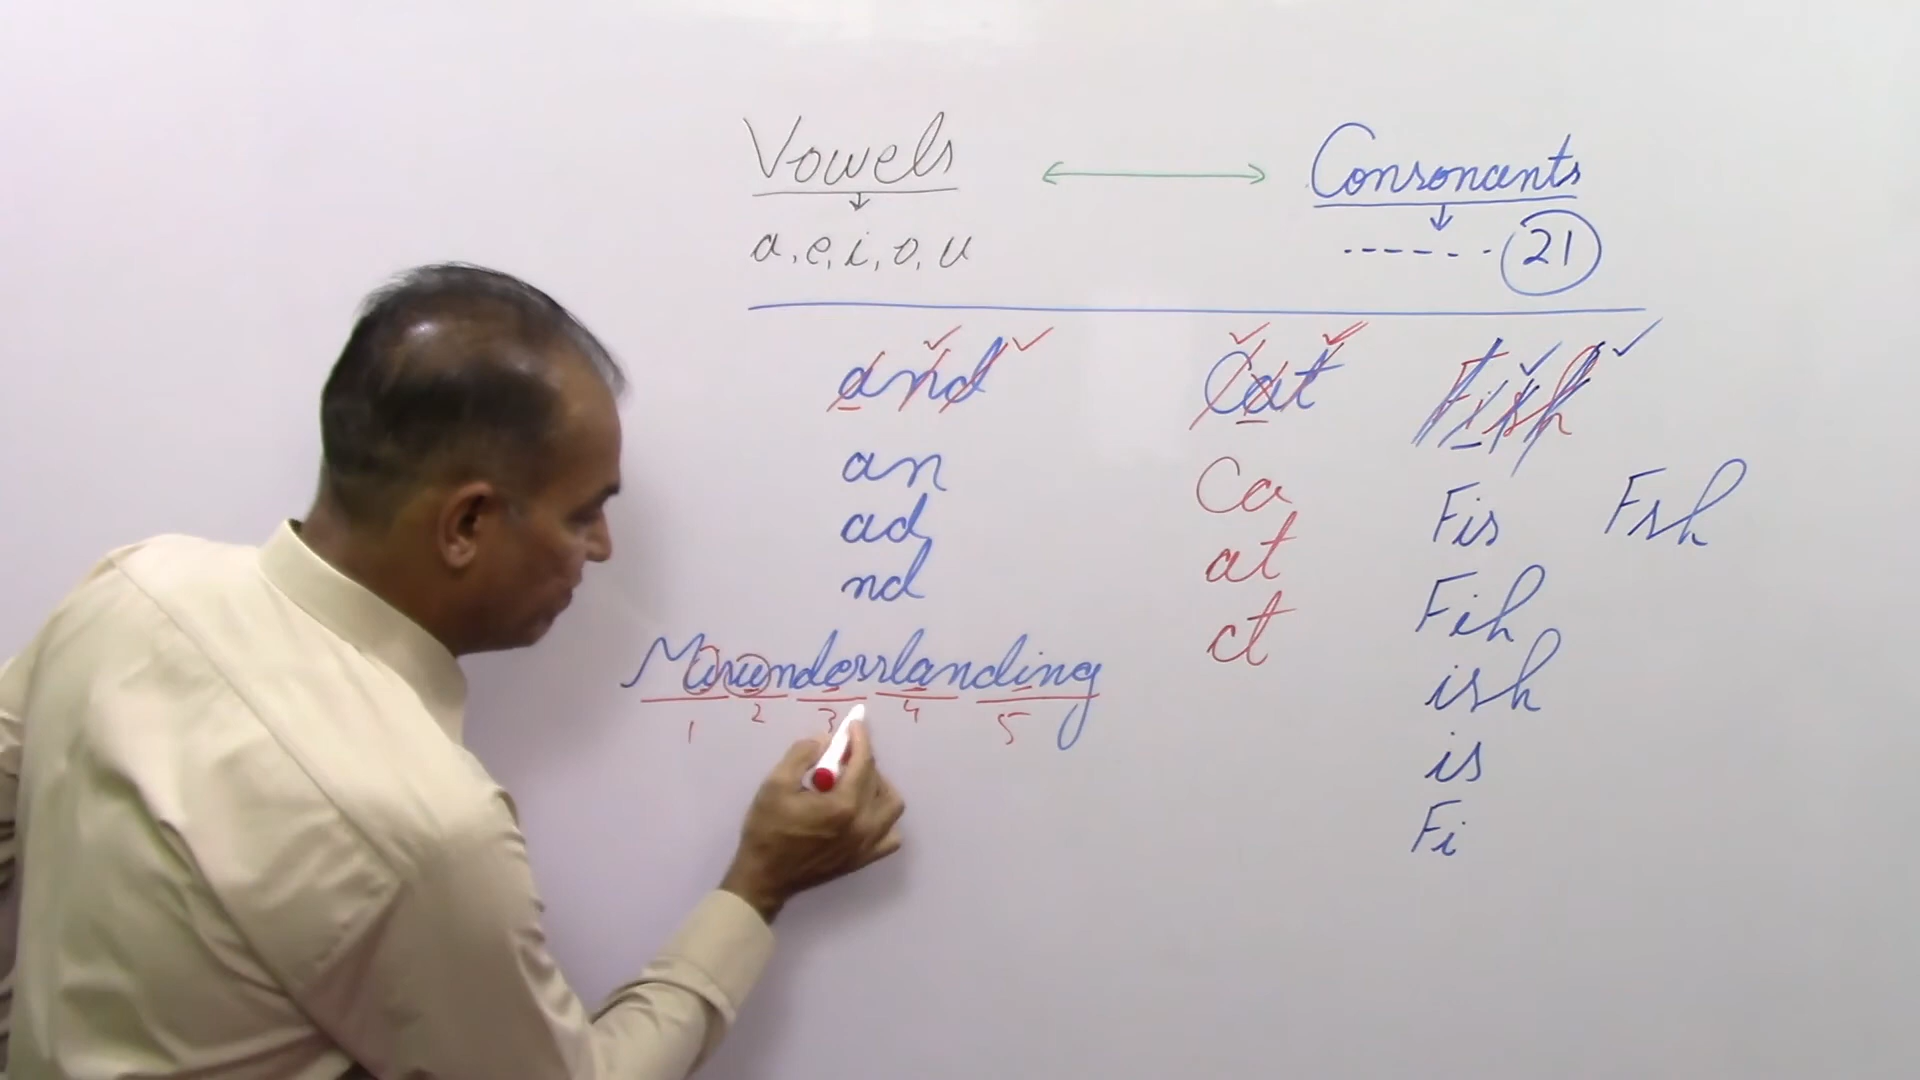 Vowels ↔ Consonants
a, e, i, o, u
------ 21
and Cat Fish
an
ad
nd
Ca
at
ct
Fis Fsh
Fih
ish
is
Fi
Misunderslanding
1 2 3 4 5